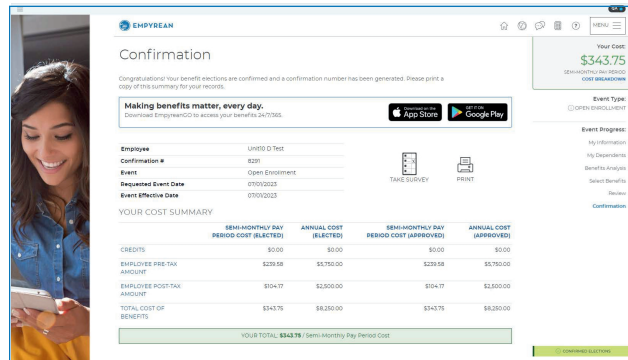 EMPYREAN
MENU
Confirmation
Congratulations! Your benefit elections are confirmed and a confirmation number has been generated. Please print a
copy of this summary for your records.
Making benefits matter, every day.
Download EmpyreanGO to access your benefits 24/7/365.
Download on the
App Store
GET IT ON
Google Play
Employee Unit10 D Test
Confirmation # 8291
Event Open Enrollment
Requested Event Date 07/01/2023
Event Effective Date 07/01/2023
TAKE SURVEY PRINT
YOUR COST SUMMARY
SEMI-MONTHLY PAY PERIOD COST (ELECTED) ANNUAL COST (ELECTED) SEMI-MONTHLY PAY PERIOD COST (APPROVED) ANNUAL COST (APPROVED)
CREDITS $0.00 $0.00 $0.00 $0.00
EMPLOYEE PRE-TAX AMOUNT $239.58 $5,750.00 $239.58 $5,750.00
EMPLOYEE POST-TAX AMOUNT $104.17 $2,500.00 $104.17 $2,500.00
TOTAL COST OF BENEFITS $343.75 $8,250.00 $343.75 $8,250.00
YOUR TOTAL: $343.75 / Semi-Monthly Pay Period Cost
Your Cost:
$343.75
SEMI-MONTHLY PAY PERIOD
COST BREAKDOWN
Event Type:
OPEN ENROLLMENT
Event Progress:
My Information
My Dependents
Benefits Analysis
Select Benefits
Review
Confirmation
CONFIRMED ELECTIONS